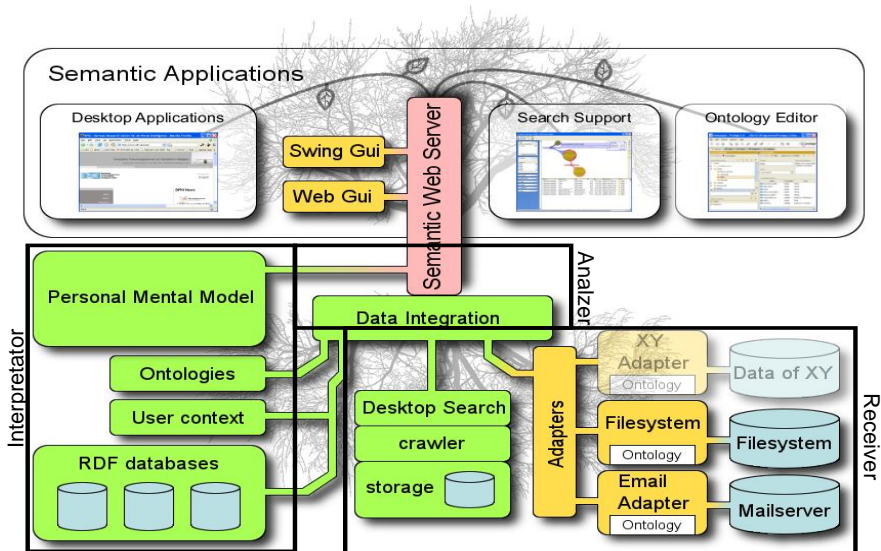 Semantic Applications
Desktop Applications
Swing Gui
Web Gui
Semantic Web Server
Search Support
Ontology Editor
Interpretator
Personal Mental Model
Analzer
Data Integration
Ontologies
User context
RDF databases
Desktop Search
crawler
storage
Adapters
XY
Adapter
Ontology
Data of XY
Filesystem
Ontology
Filesystem
Email
Adapter
Ontology
Mailserver
Receiver